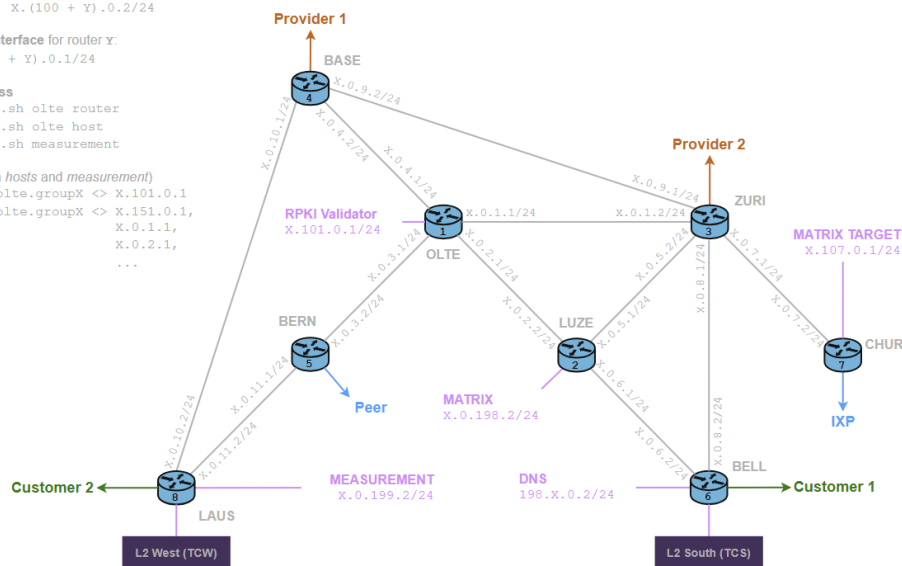 X.(100 + Y).0.2/24
terface for router Y:
+ Y).0.1/24
ss
.sh olte router
.sh olte host
.sh measurement
hosts and measurement)
olte.groupX <> X.101.0.1
olte.groupX <> X.151.0.1,
X.0.1.1,
X.0.2.1,
...
Provider 1
BASE
4
X.0.9.2/24
X.0.10.1/24
X.0.4.2/24
X.0.4.1/24
Provider 2
X.0.9.1/24
ZURI
3
RPKI Validator
X.101.0.1/24
1
OLTE
X.0.1.1/24
X.0.1.2/24
MATRIX TARGET
X.107.0.1/24
X.0.3.1/24
X.0.2.1/24
X.0.5.2/24
X.0.8.1/24
X.0.7.1/24
BERN
5
X.0.3.2/24
X.0.2.2/24
LUZE
2
X.0.5.1/24
X.0.7.2/24
CHUR
7
X.0.11.1/24
Peer
MATRIX
X.0.198.2/24
X.0.6.1/24
IXP
X.0.10.2/24
X.0.11.2/24
X.0.6.2/24
X.0.8.2/24
Customer 2
8
LAUS
MEASUREMENT
X.0.199.2/24
DNS
198.X.0.2/24
BELL
6
Customer 1
L2 West (TCW)
L2 South (TCS)